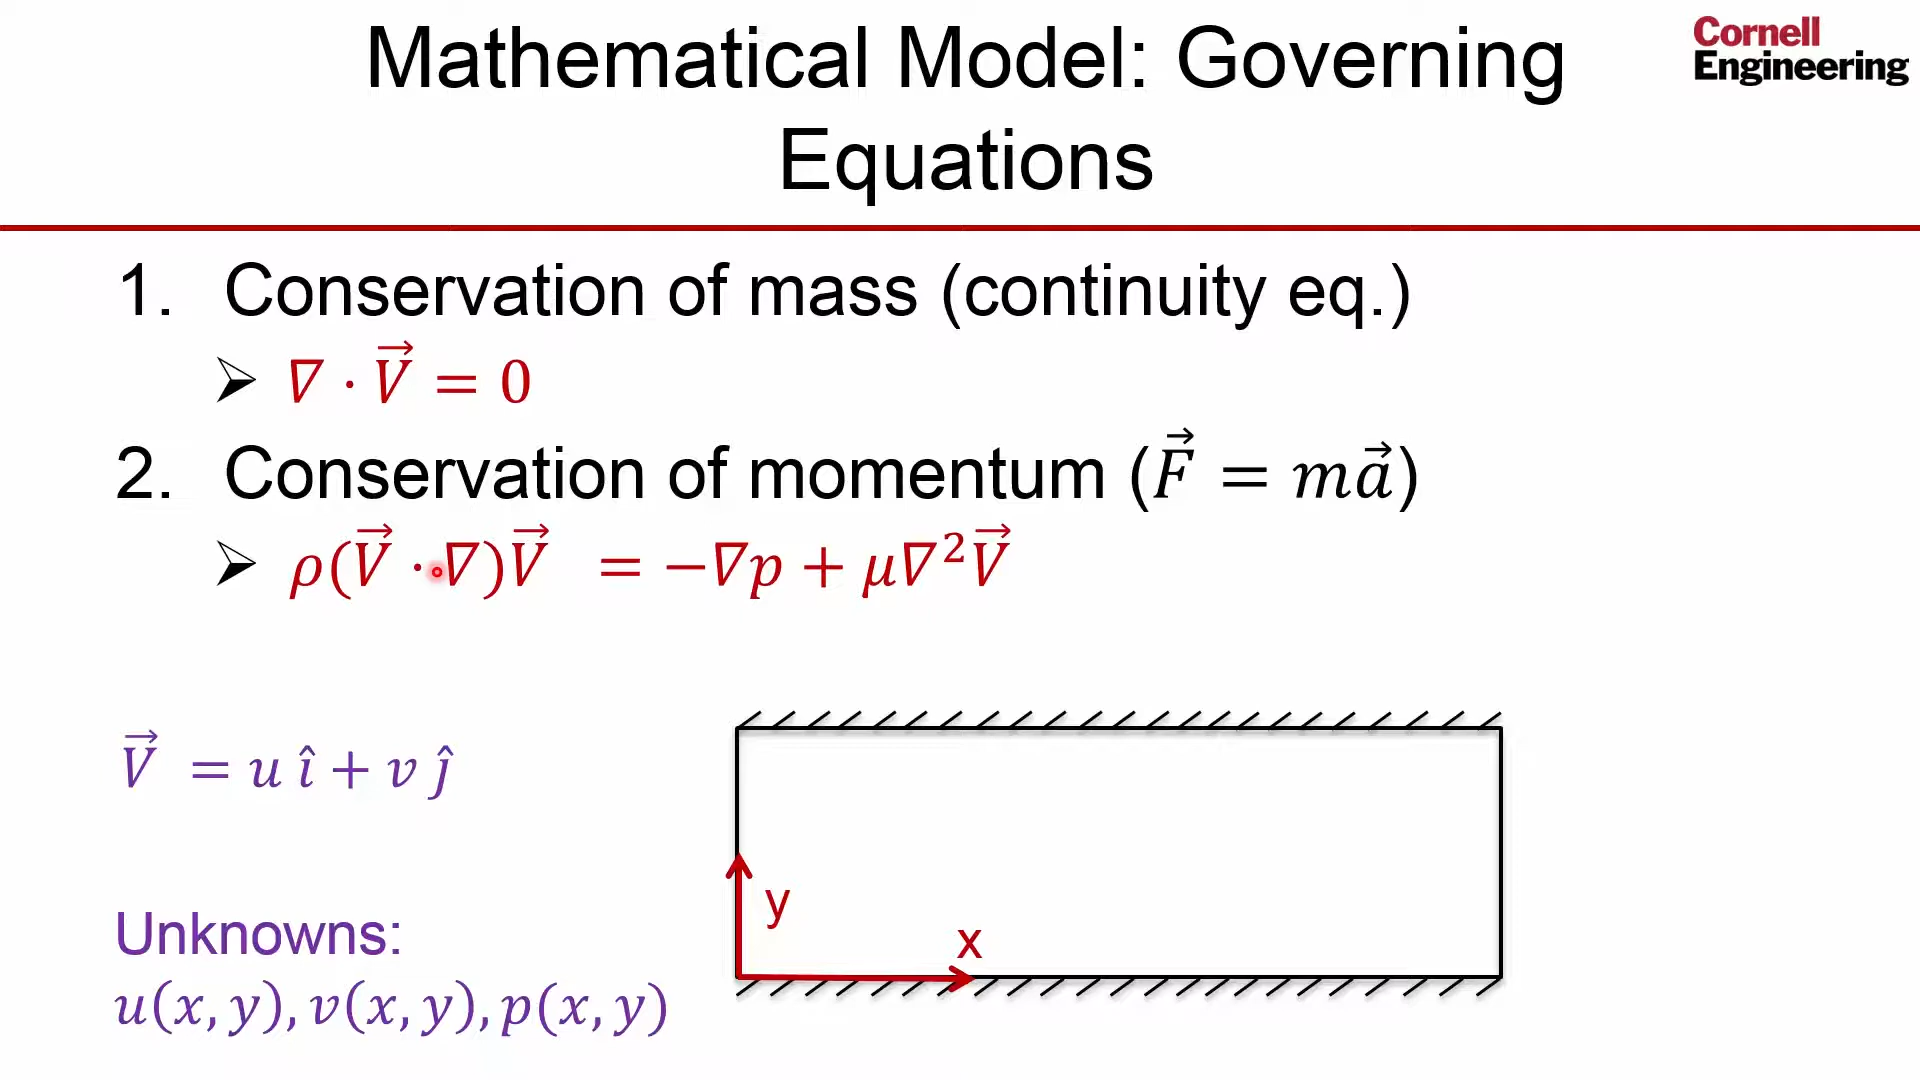 Mathematical Model: Governing
Equations
Cornell
Engineering
1. Conservation of mass (continuity eq.)
➢ ∇ · V⃗ = 0
2. Conservation of momentum (F⃗ = ma⃗)
➢ ρ(V⃗ · ∇)V⃗ = −∇p + μ∇²V⃗
V⃗ = u î + v ĵ
y
x
Unknowns:
u(x, y), v(x, y), p(x, y)